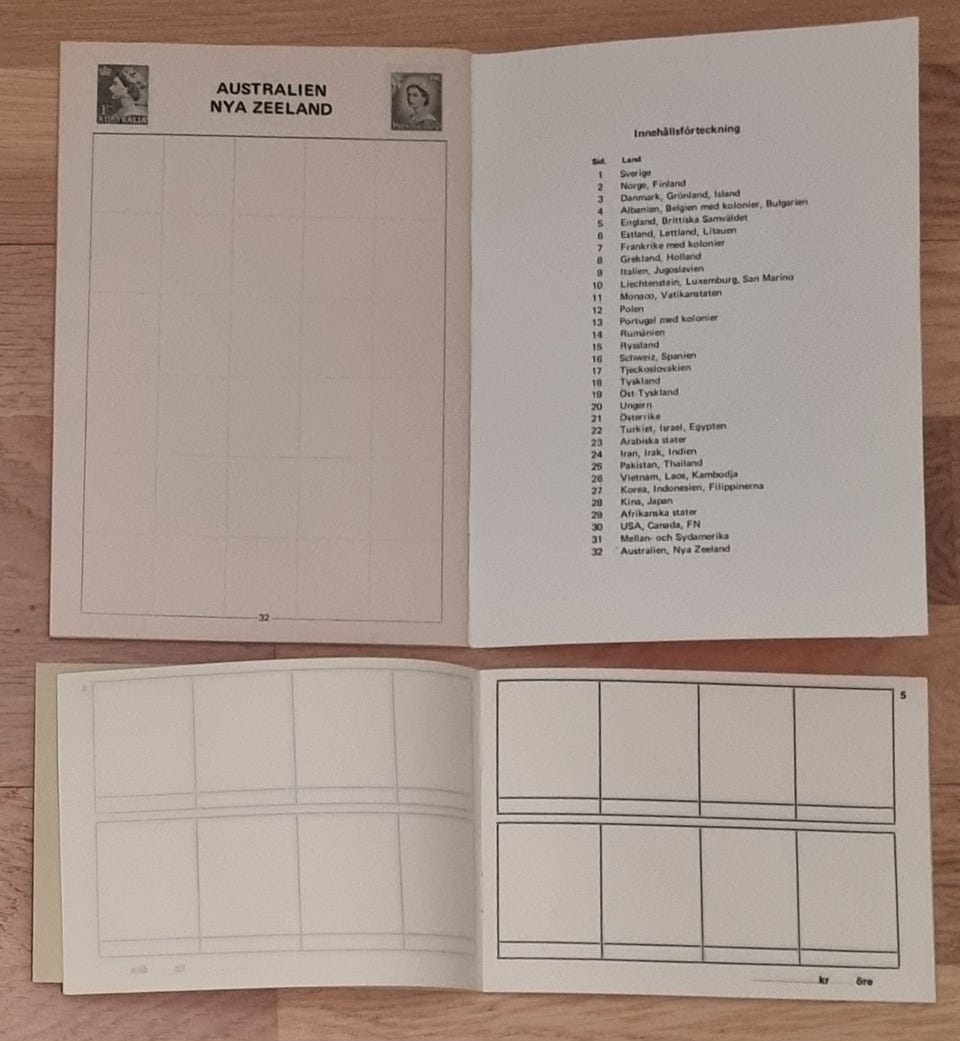 AUSTRALIEN
NYA ZEELAND
32
Innehållsförteckning
Sid. Land
1 Sverige
2 Norge, Finland
3 Danmark, Grönland, Island
4 Albanien, Belgien med kolonier, Bulgarien
5 England, Brittiska Samväldet
6 Estland, Lettland, Litauen
7 Frankrike med kolonier
8 Grekland, Holland
9 Italien, Jugoslavien
10 Liechtenstein, Luxemburg, San Marino
11 Monaco, Vatikanstaten
12 Polen
13 Portugal med kolonier
14 Rumänien
15 Ryssland
16 Schweiz, Spanien
17 Tjeckoslovakien
18 Tyskland
19 Öst-Tyskland
20 Ungern
21 Österrike
22 Turkiet, Israel, Egypten
23 Arabiska stater
24 Iran, Irak, Indien
25 Pakistan, Thailand
26 Vietnam, Laos, Kambodja
27 Korea, Indonesien, Filippinerna
28 Kina, Japan
29 Afrikanska stater
30 USA, Canada, FN
31 Mellan- och Sydamerika
32 Australien, Nya Zeeland
5
kr öre